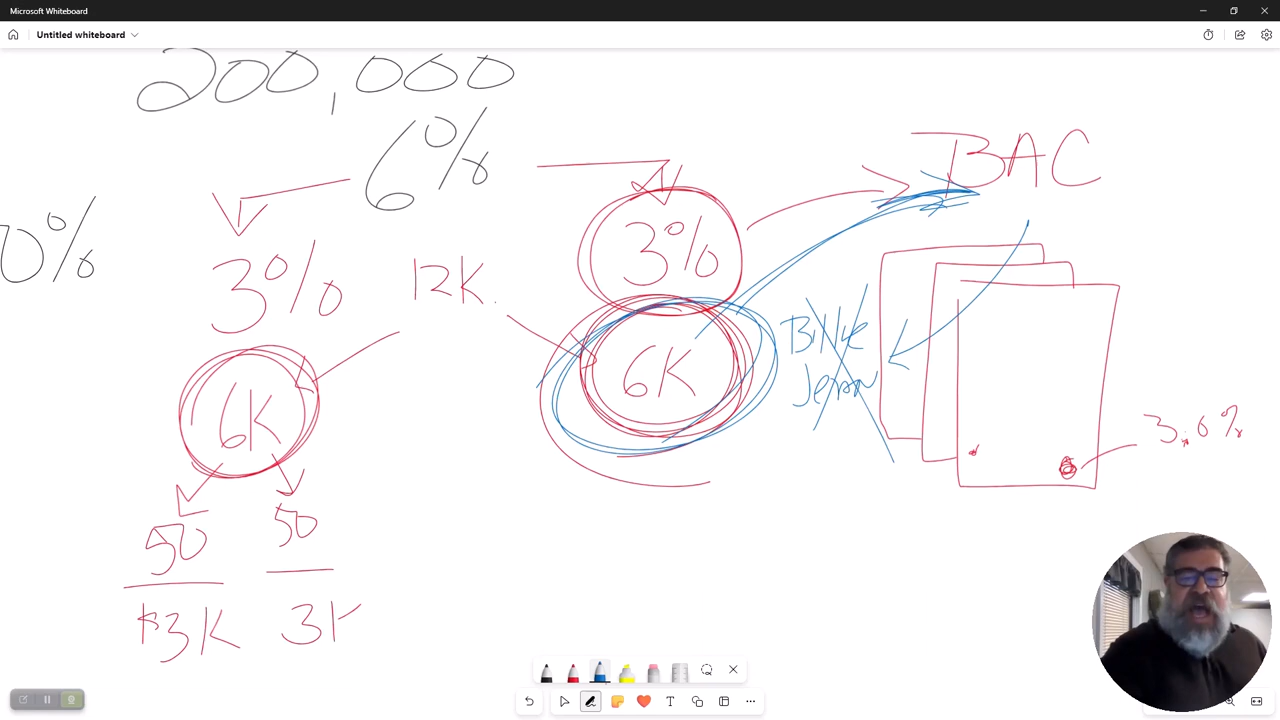 Microsoft Whiteboard
Untitled whiteboard
200,000
6%
BAC
0%
3%
12K.
3%
6K
6K
Billie
Jean
3.0%
50
50
$3K
3K
T